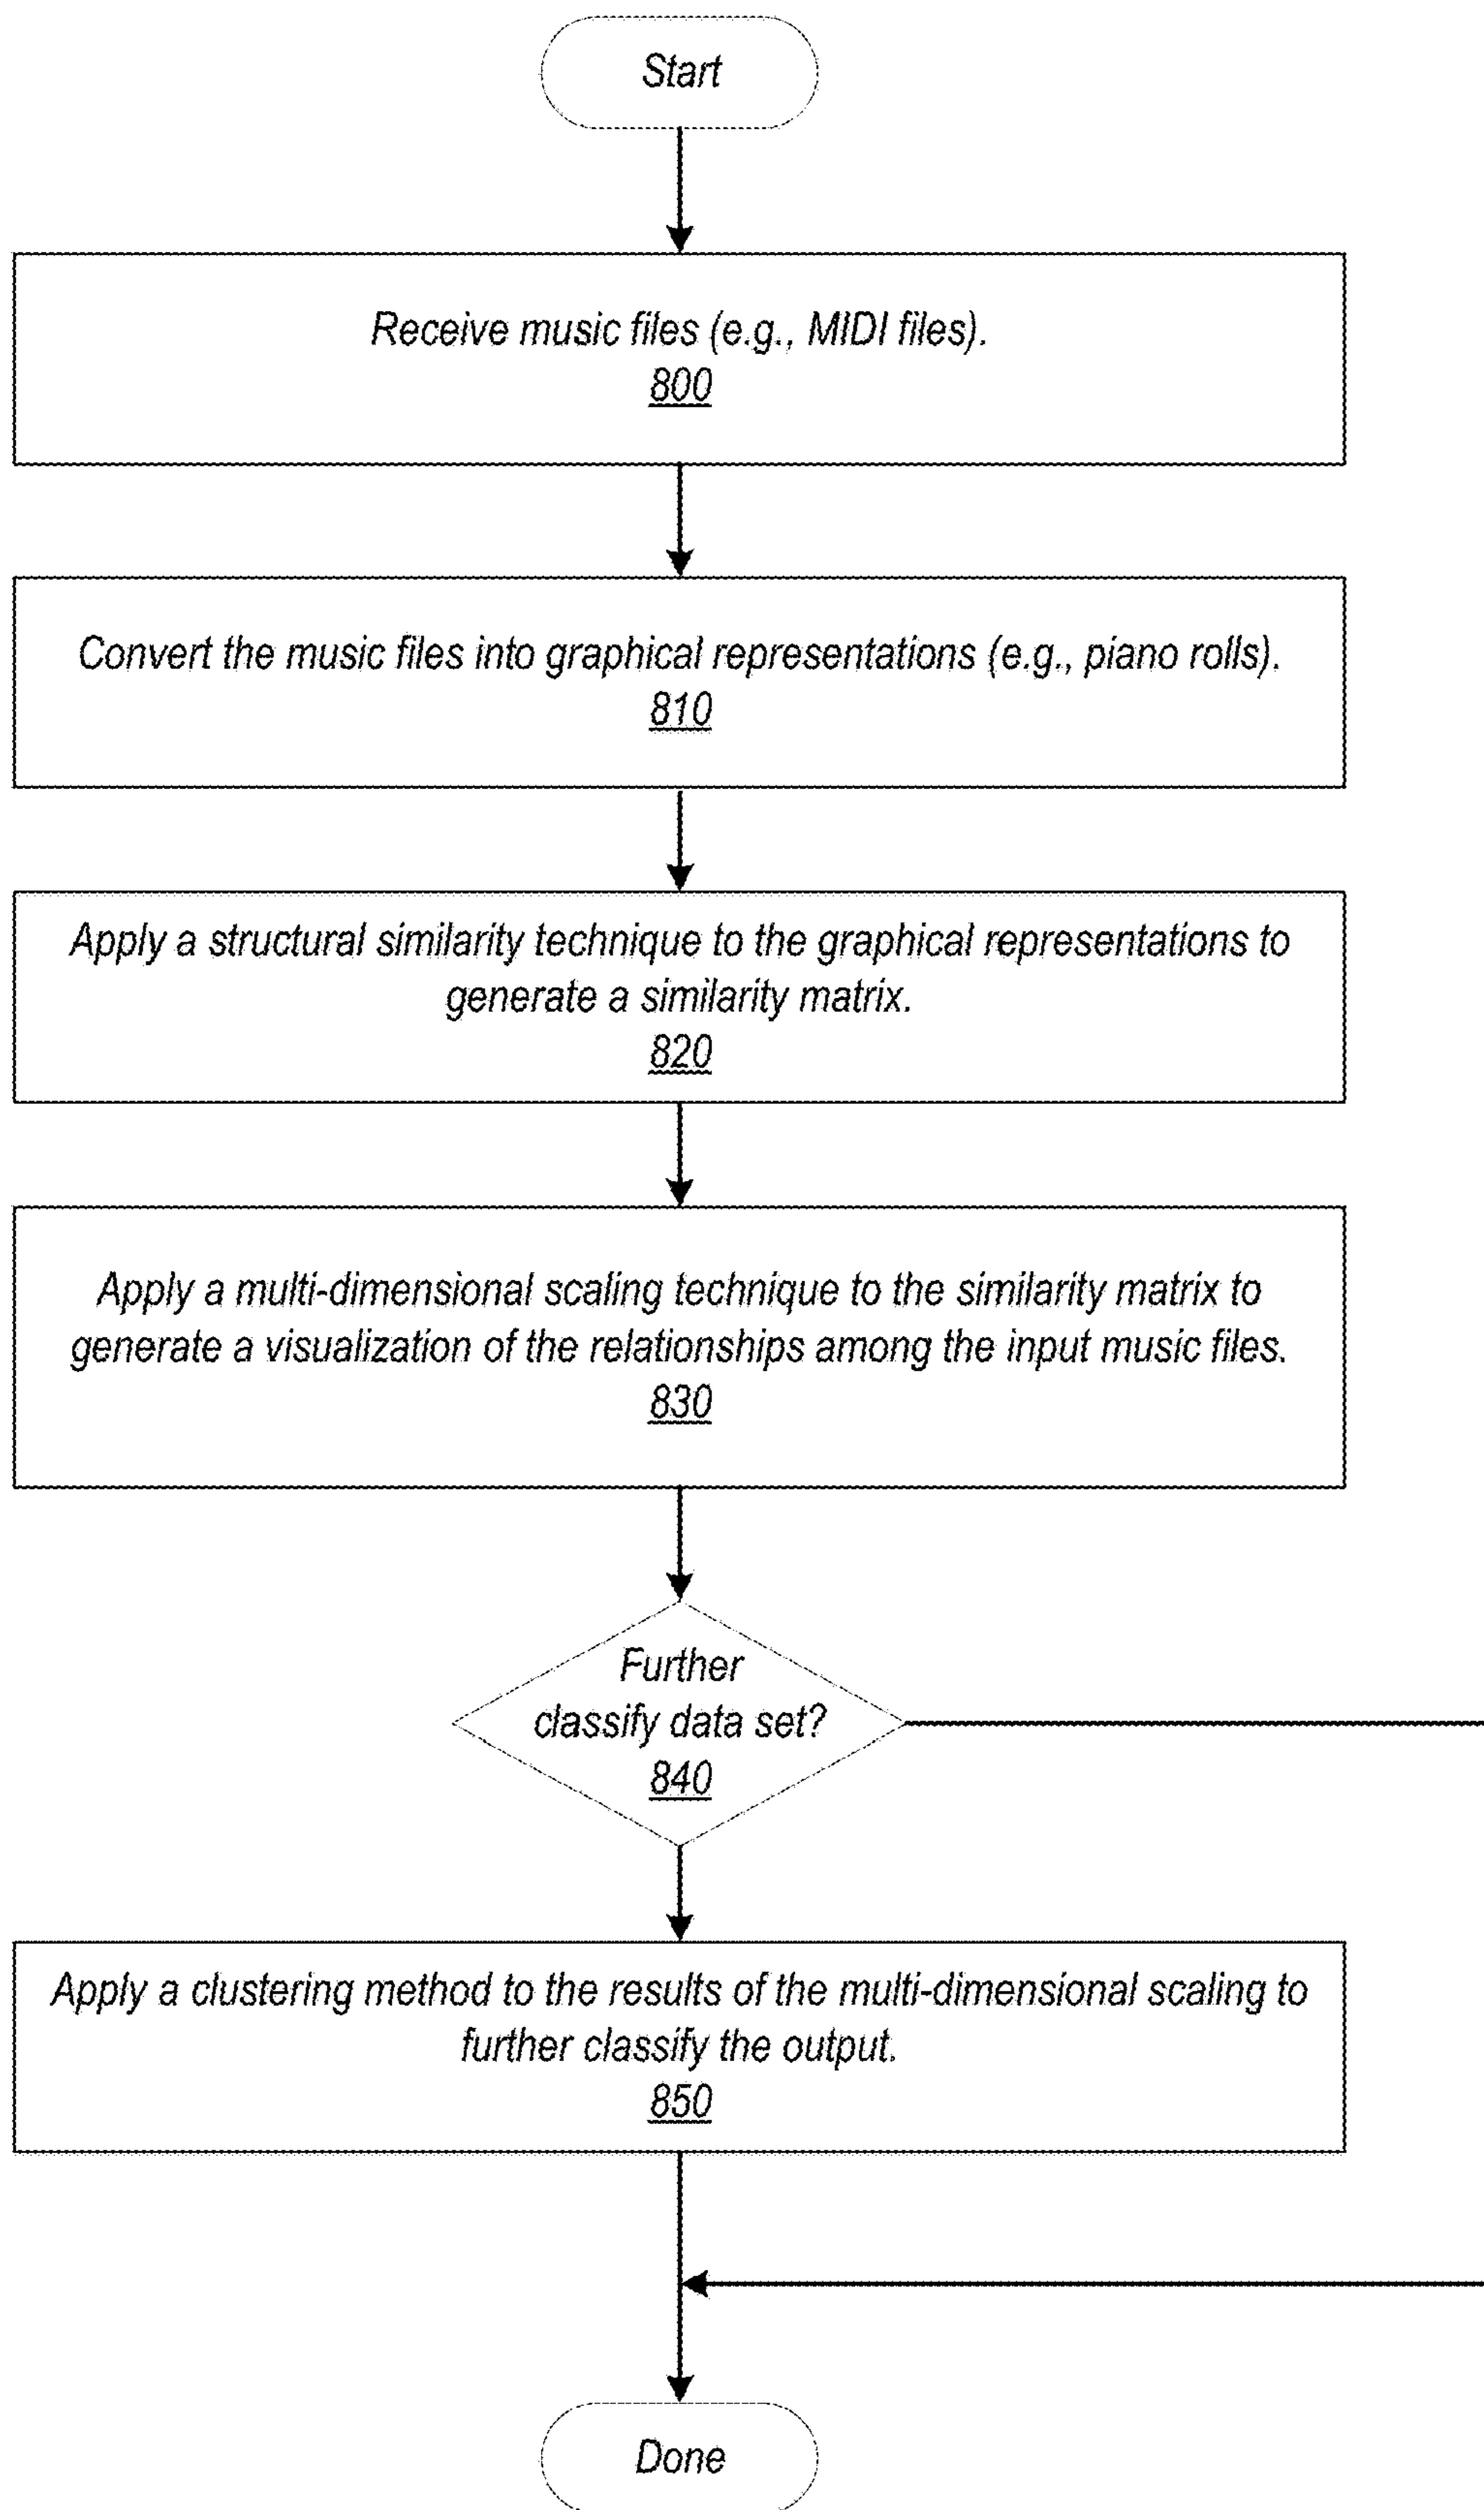 Start
Receive music files (e.g., MIDI files).
800
Convert the music files into graphical representations (e.g., piano rolls).
810
Apply a structural similarity technique to the graphical representations to
generate a similarity matrix.
820
Apply a multi-dimensional scaling technique to the similarity matrix to
generate a visualization of the relationships among the input music files.
830
Further
classify data set?
840
Apply a clustering method to the results of the multi-dimensional scaling to
further classify the output.
850
Done